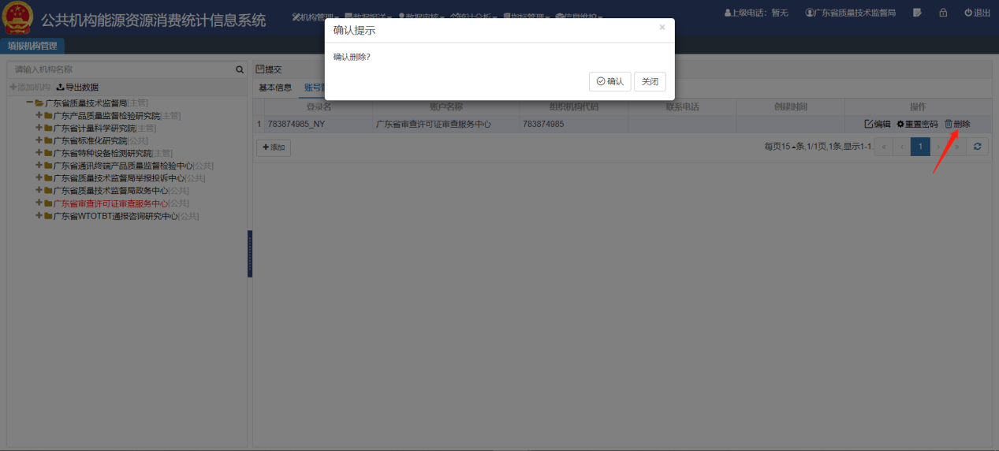 公共机构能源资源消费统计信息系统
机构管理 数据报送 数据审核 统计分析 指标管理 信息维护
上级电话：暂无 广东省质量技术监督局 退出
填报机构管理
确认提示 ×
确认删除?
确认 关闭
请输入机构名称
添加机构 导出数据
广东省质量技术监督局[主管]
广东产品质量监督检验研究院[主管]
广东省计量科学研究院[主管]
广东省标准化研究院[公共]
广东省特种设备检测研究院[主管]
广东省通讯终端产品质量监督检验中心[公共]
广东省质量技术监督局举报投诉中心[公共]
广东省质量技术监督局政务中心[公共]
广东省审查许可证审查服务中心[公共]
广东省WTOTBT通报咨询研究中心[公共]
提交
基本信息 账号
登录名 账户名称 组织机构代码 联系电话 创建时间 操作
1 783874985_NY 广东省审查许可证审查服务中心 783874985 编辑 重置密码 删除
+添加
每页15条,1/1页,1条,显示1-1, « ‹ 1 › »